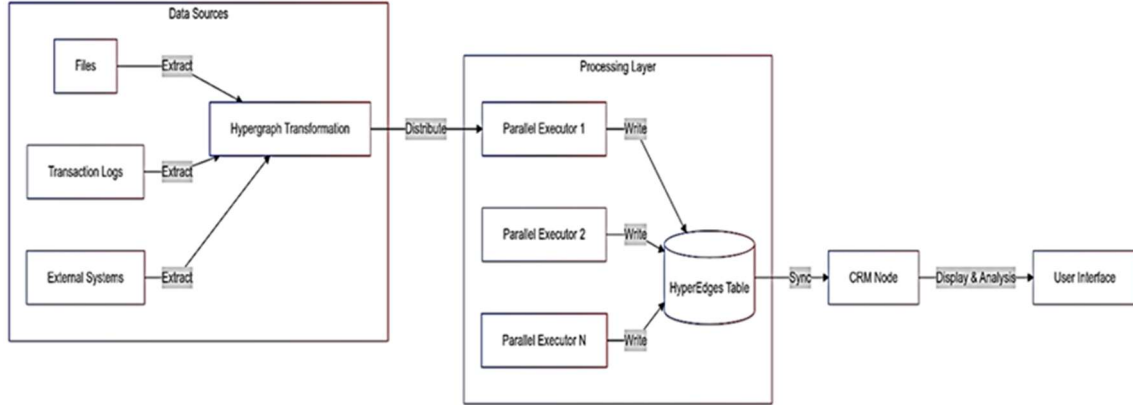 Data Sources
Files
Extract
Hypergraph Transformation
Transaction Logs
Extract
External Systems
Extract
Distribute
Processing Layer
Parallel Executor 1
Write
Parallel Executor 2
Write
HyperEdges Table
Parallel Executor N
Write
Sync
CRM Node
Display & Analysis
User Interface